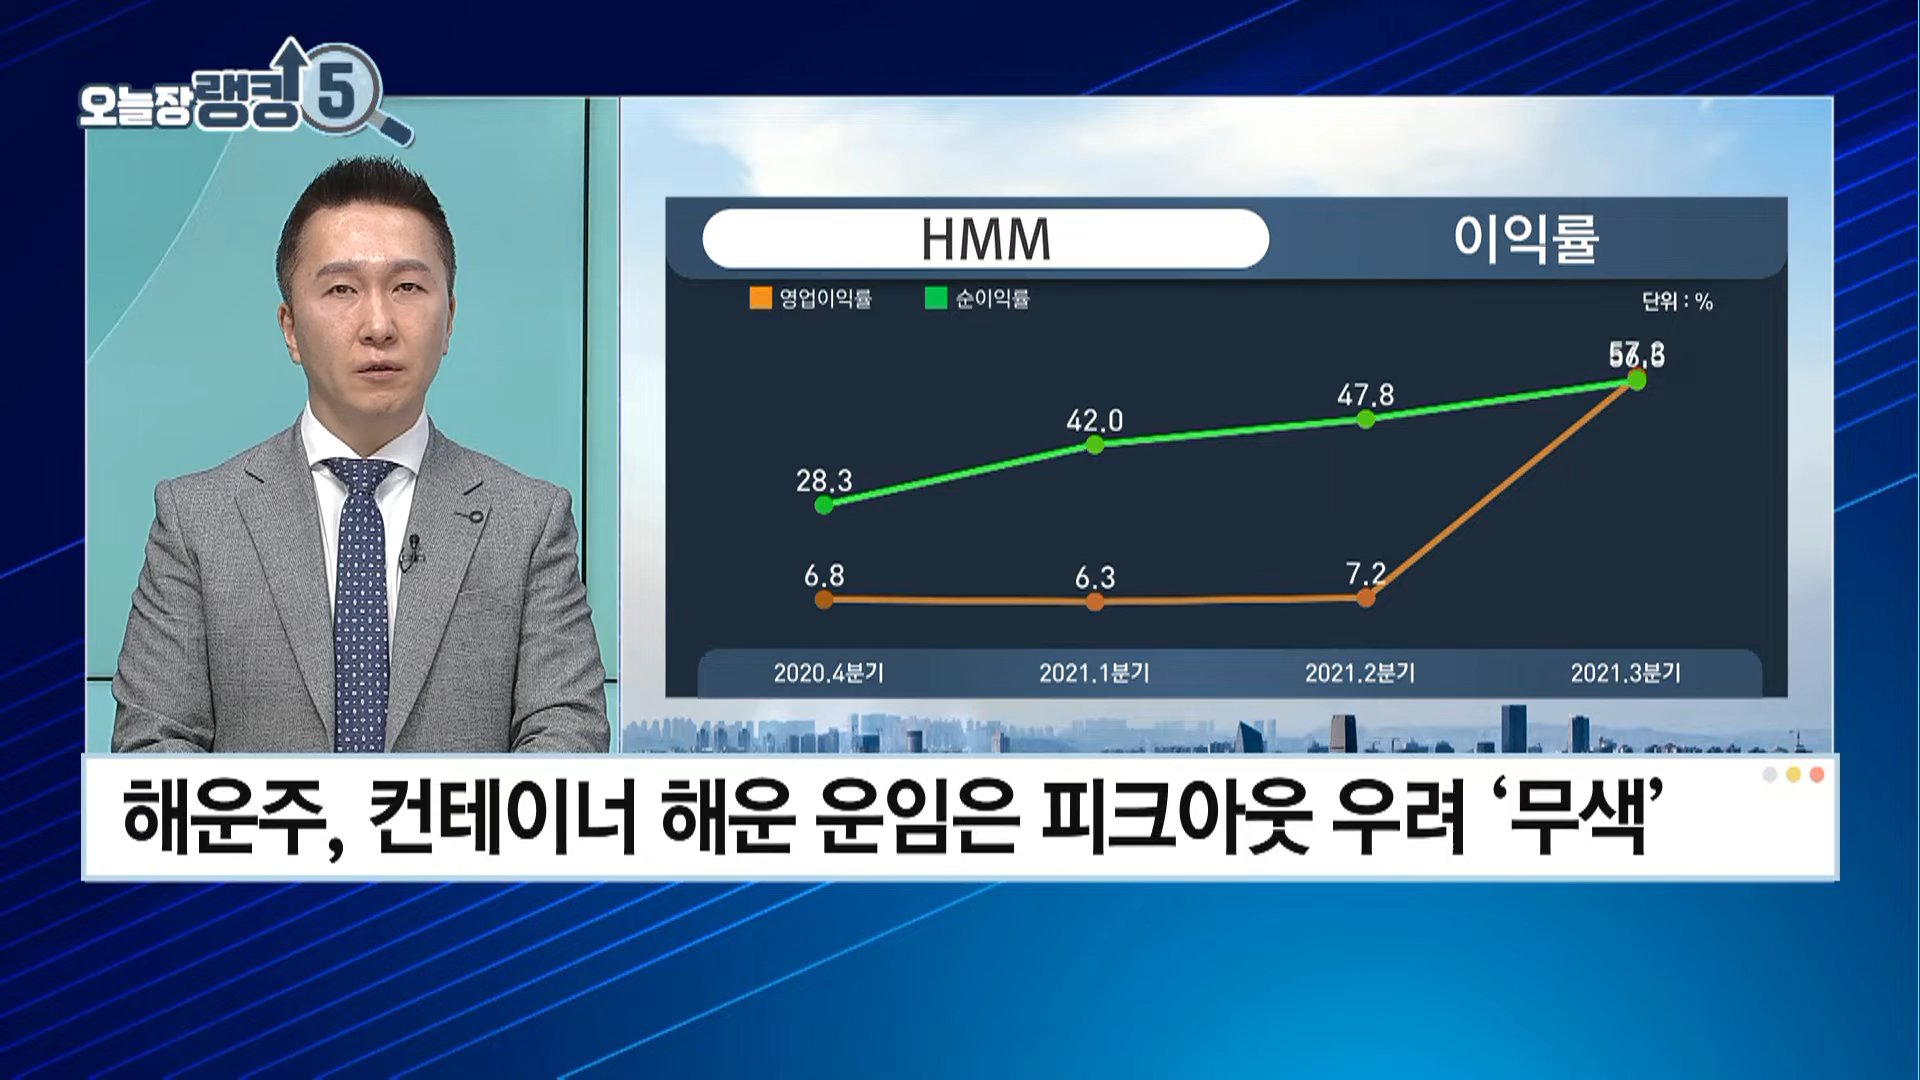 오늘장 랭킹 5
HMM
이익률
영업이익률
순이익률
단위 : %
47.8
42.0
28.3
6.8
6.3
7.2
2020.4분기
2021.1분기
2021.2분기
2021.3분기
해운주, 컨테이너 해운 운임은 피크아웃 우려 ‘무색’